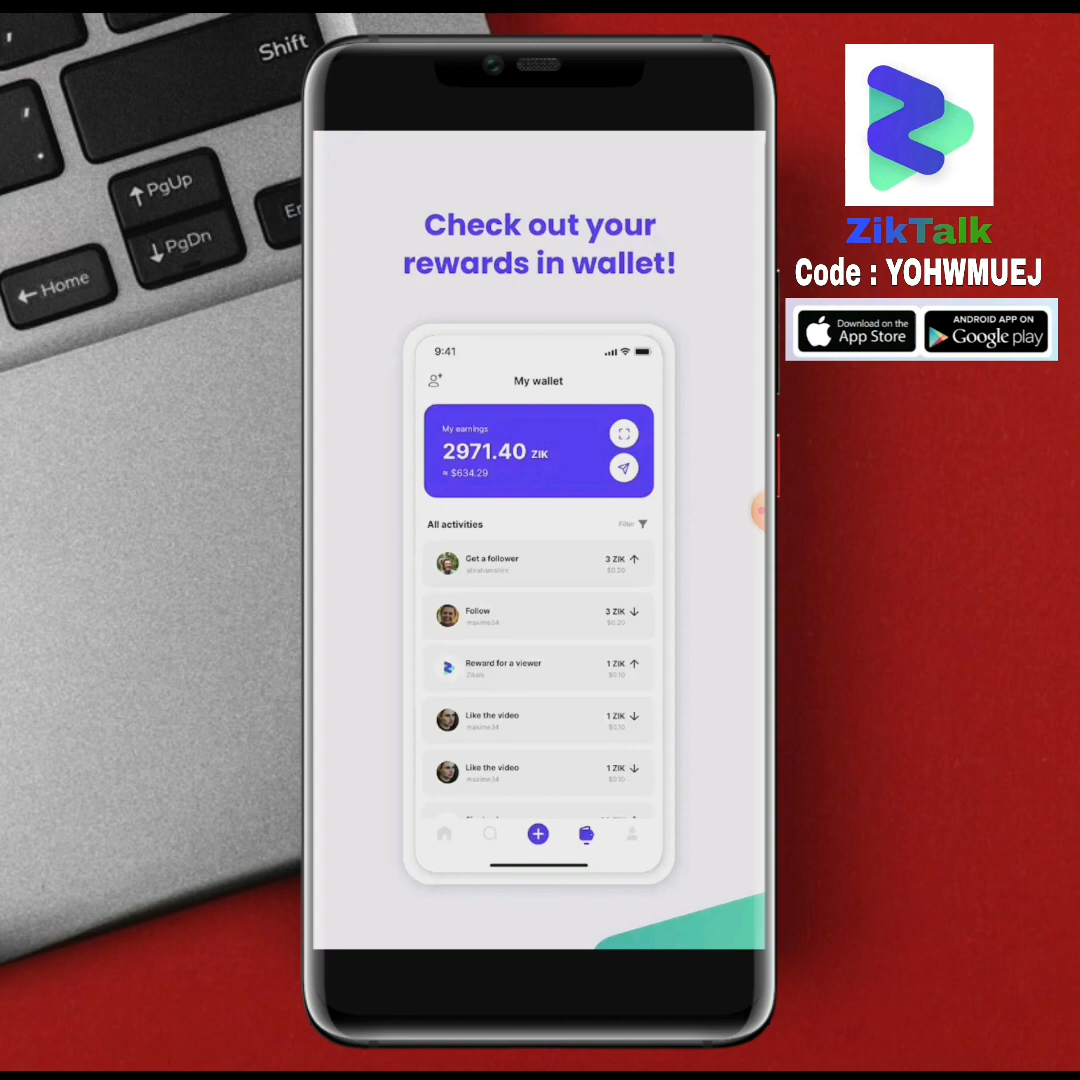 Shift
PgUp
PgDn
Home
ZikTalk
Code : YOHWMUEJ
Download on the
App Store
ANDROID APP ON
Google play
Check out your
rewards in wallet!
9:41
My wallet
My earnings
2971.40 ZIK
≈ $634.29
All activities
Filter
Get a follower
3 ZIK
$0.20
Follow
3 ZIK
maxime34
$0.20
Reward for a viewer
1 ZIK
$0.10
Like the video
1 ZIK
maxime34
$0.10
Like the video
1 ZIK
maxime34
$0.10